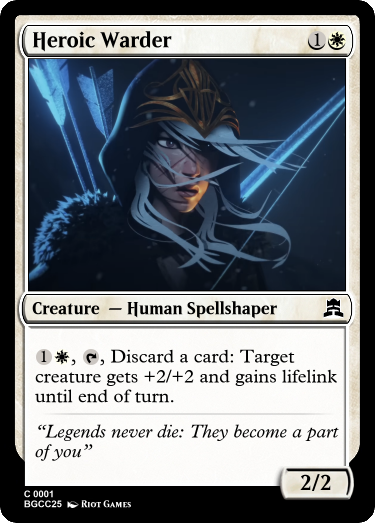 Heroic Warder 1
Creature — Human Spellshaper
1, , Discard a card: Target
creature gets +2/+2 and gains lifelink
until end of turn.
“Legends never die: They become a part
of you”
2/2
C 0001
BGCC25 Riot Games